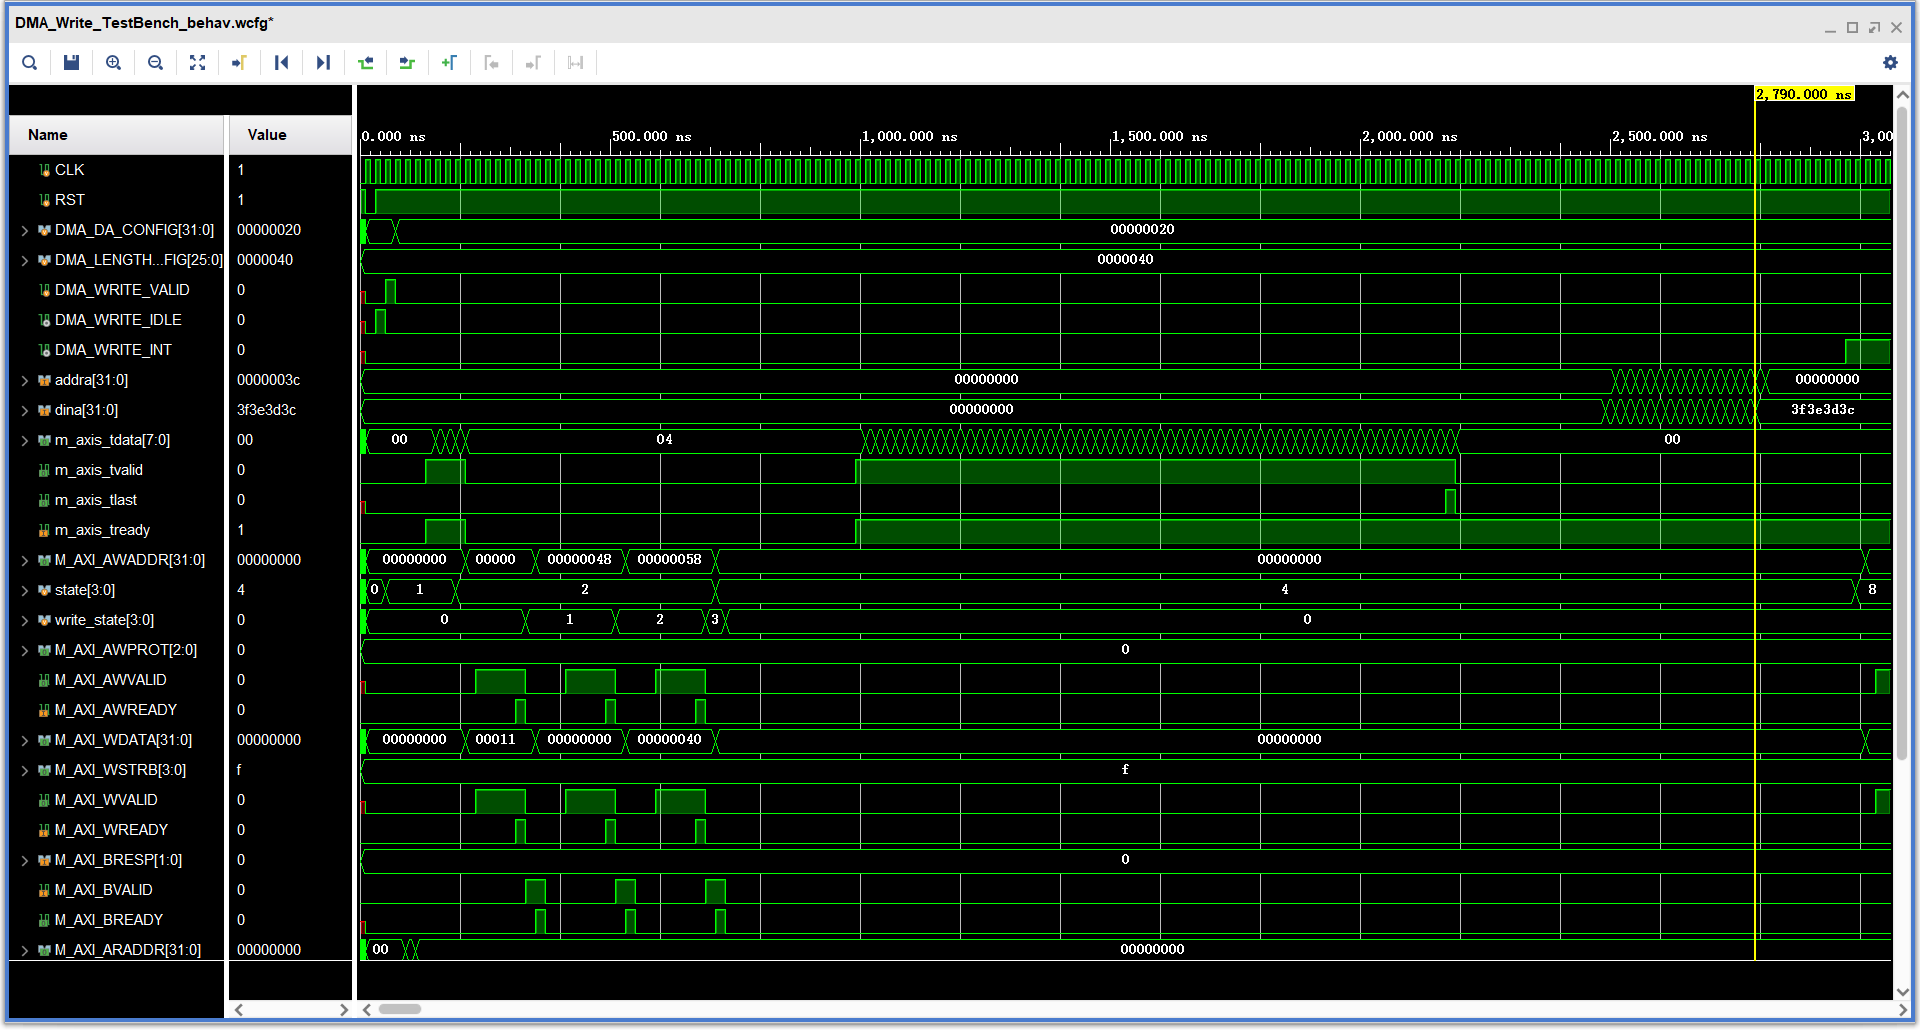 DMA_Write_TestBench_behav.wcfg*
2,790.000 ns
Name Value
0.000 ns 500.000 ns 1,000.000 ns 1,500.000 ns 2,000.000 ns 2,500.000 ns 3,00
CLK 1
RST 1
DMA_DA_CONFIG[31:0] 00000020 00000020
DMA_LENGTH...FIG[25:0] 0000040 0000040
DMA_WRITE_VALID 0
DMA_WRITE_IDLE 0
DMA_WRITE_INT 0
addra[31:0] 0000003c 00000000 00000000
dina[31:0] 3f3e3d3c 00000000 3f3e3d3c
m_axis_tdata[7:0] 00 00 04 00
m_axis_tvalid 0
m_axis_tlast 0
m_axis_tready 1
M_AXI_AWADDR[31:0] 00000000 00000000 00000 00000048 00000058 00000000
state[3:0] 4 0 1 2 4 8
write_state[3:0] 0 0 1 2 3 0
M_AXI_AWPROT[2:0] 0 0
M_AXI_AWVALID 0
M_AXI_AWREADY 0
M_AXI_WDATA[31:0] 00000000 00000000 00011 00000000 00000040 00000000
M_AXI_WSTRB[3:0] f f
M_AXI_WVALID 0
M_AXI_WREADY 0
M_AXI_BRESP[1:0] 0 0
M_AXI_BVALID 0
M_AXI_BREADY 0
M_AXI_ARADDR[31:0] 00000000 00 00000000